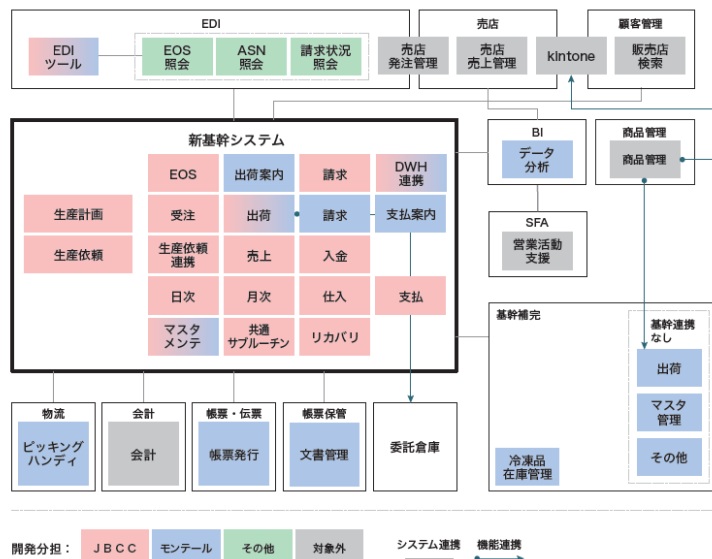 EDI
売店
顧客管理
EDI
ツール
EOS
照会
ASN
照会
請求状況
照会
売店
発注管理
売店
売上管理
kintone
販売店
検索
新基幹システム
EOS
出荷案内
請求
DWH
連携
生産計画
受注
出荷
請求
支払案内
生産依頼
生産依頼
連携
売上
入金
日次
月次
仕入
支払
マスタ
メンテ
共通
サブルーチン
リカバリ
BI
データ
分析
商品管理
商品管理
SFA
営業活動
支援
基幹補完
基幹連携
なし
出荷
マスタ
管理
その他
冷凍品
在庫管理
物流
ピッキング
ハンディ
会計
会計
帳票・伝票
帳票発行
帳票保管
文書管理
委託倉庫
開発分担：
ＪＢＣＣ
モンテール
その他
対象外
システム連携
機能連携